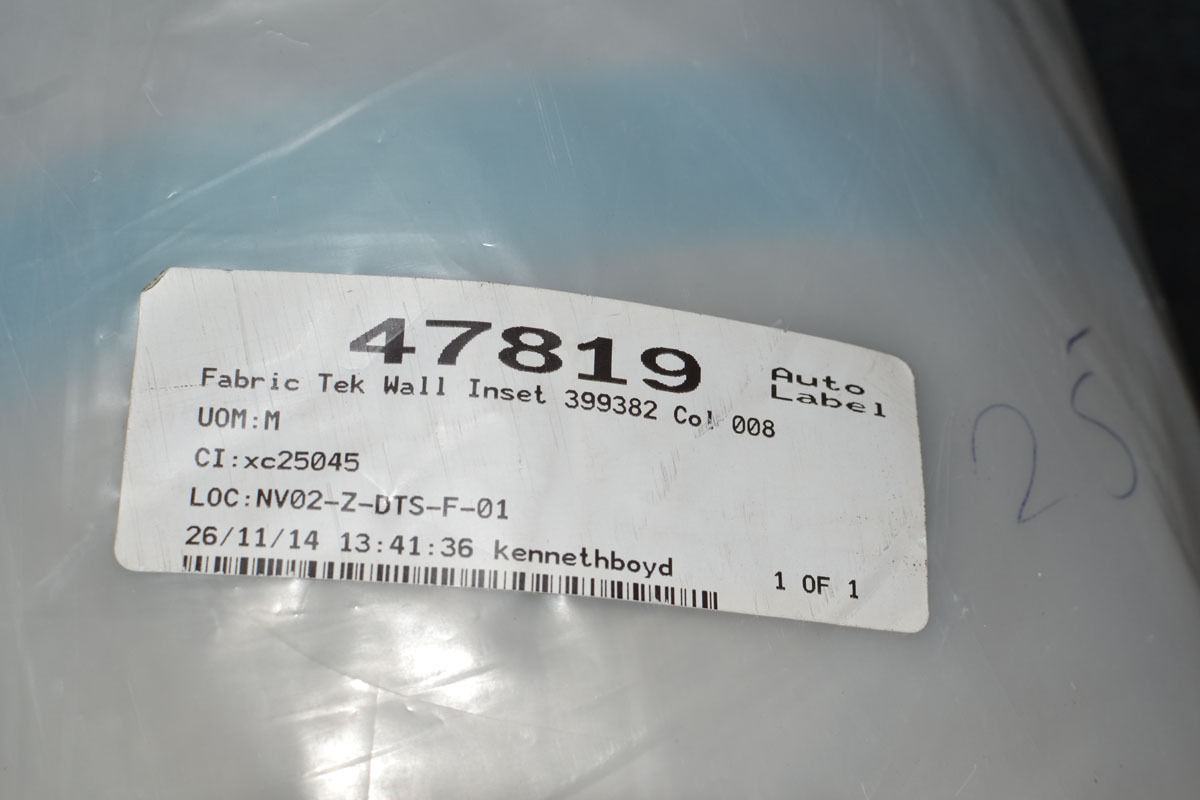 47819
Auto
Label
Fabric Tek Wall Inset 399382 Col 008
UOM:M
CI:xc25045
LOC:NV02-Z-DTS-F-01
26/11/14 13:41:36 kennethboyd
1 OF 1
25